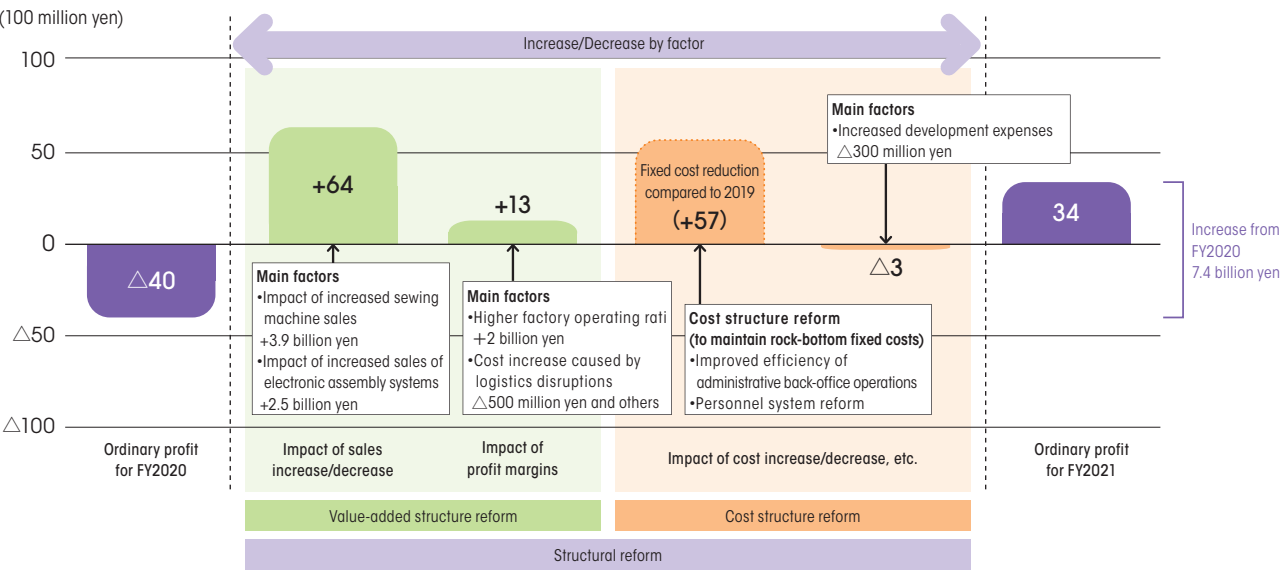 (100 million yen)
Increase/Decrease by factor
100
50
0
△50
△100
△40
+64
+13
Fixed cost reduction
compared to 2019
(+57)
△3
34
Main factors
•Increased development expenses
△300 million yen
Increase from
FY2020
7.4 billion yen
Main factors
•Impact of increased sewing
machine sales
+3.9 billion yen
•Impact of increased sales of
electronic assembly systems
+2.5 billion yen
Main factors
•Higher factory operating rati
+2 billion yen
•Cost increase caused by
logistics disruptions
△500 million yen and others
Cost structure reform
(to maintain rock-bottom fixed costs)
•Improved efficiency of
administrative back-office operations
•Personnel system reform
Ordinary profit
for FY2020
Impact of sales
increase/decrease
Impact of
profit margins
Impact of cost increase/decrease, etc.
Ordinary profit
for FY2021
Value-added structure reform
Cost structure reform
Structural reform